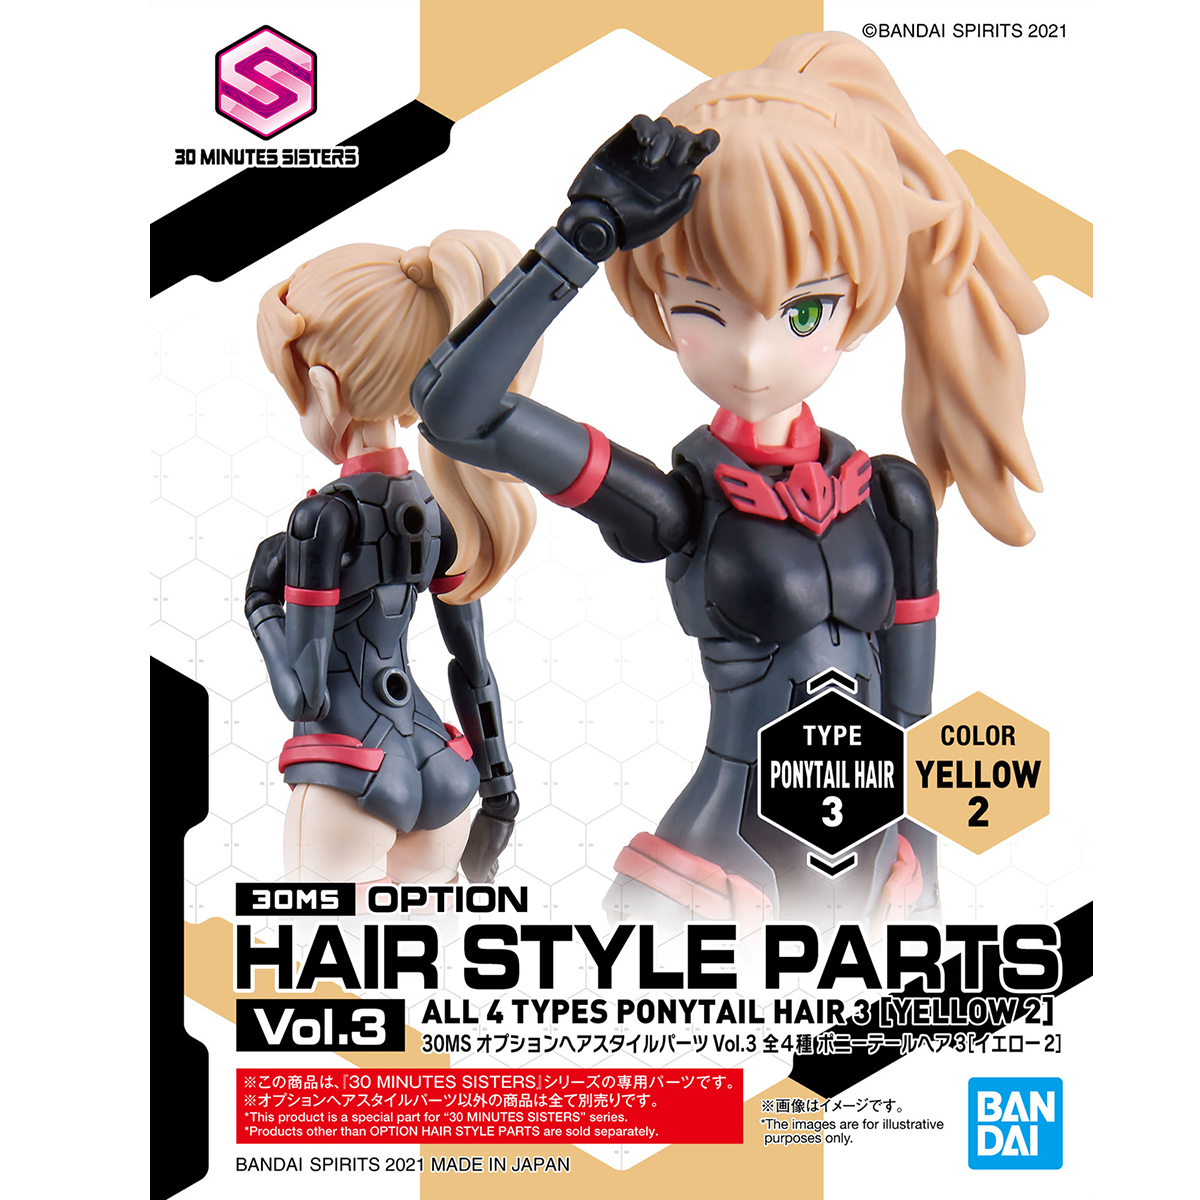 ©BANDAI SPIRITS 2021
30 MINUTES SISTERS
TYPE
PONYTAIL HAIR
3
COLOR
YELLOW
2
30MS OPTION
HAIR STYLE PARTS
Vol.3
ALL 4 TYPES PONYTAIL HAIR 3 [YELLOW 2]
30MS オプションヘアスタイルパーツ Vol.3 全4種 ポニーテールヘア 3[イエロー2]
※この商品は、『30 MINUTES SISTERS』シリーズの専用パーツです。
※オプションヘアスタイルパーツ以外の商品は全て別売りです。
*This product is a special part for “30 MINUTES SISTERS” series.
*Products other than OPTION HAIR STYLE PARTS are sold separately.
※画像はイメージです。
*The images are for illustrative
purposes only.
BAN
DAI
BANDAI SPIRITS 2021 MADE IN JAPAN